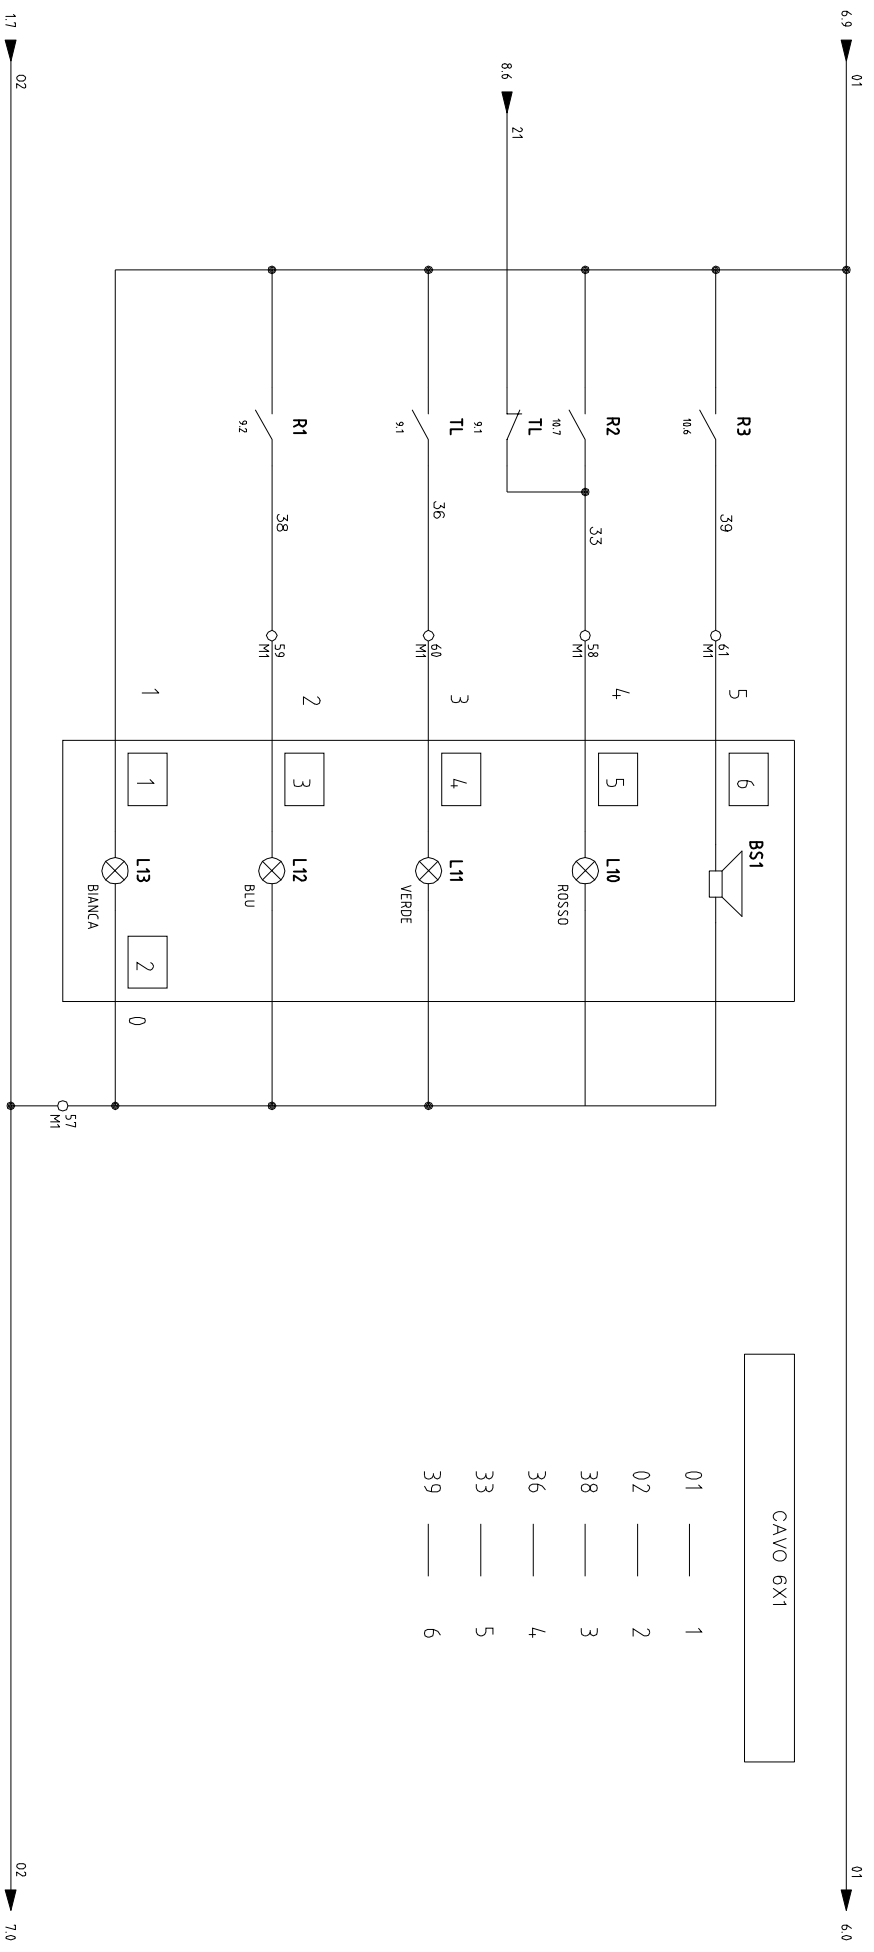 6.9
01
01
6.0
CAVO 6X1
R3
10.6
39
61
M1
5
6
BS1
R2
10.7
33
58
M1
4
5
L10
ROSSO
8.6
21
TL
9.1
TL
9.1
36
60
M1
3
4
L11
VERDE
R1
9.2
38
59
M1
2
3
L12
BLU
1
1
L13
BIANCA
2
0
57
M1
01 1
02 2
38 3
36 4
33 5
39 6
1.7
02
02
7.0